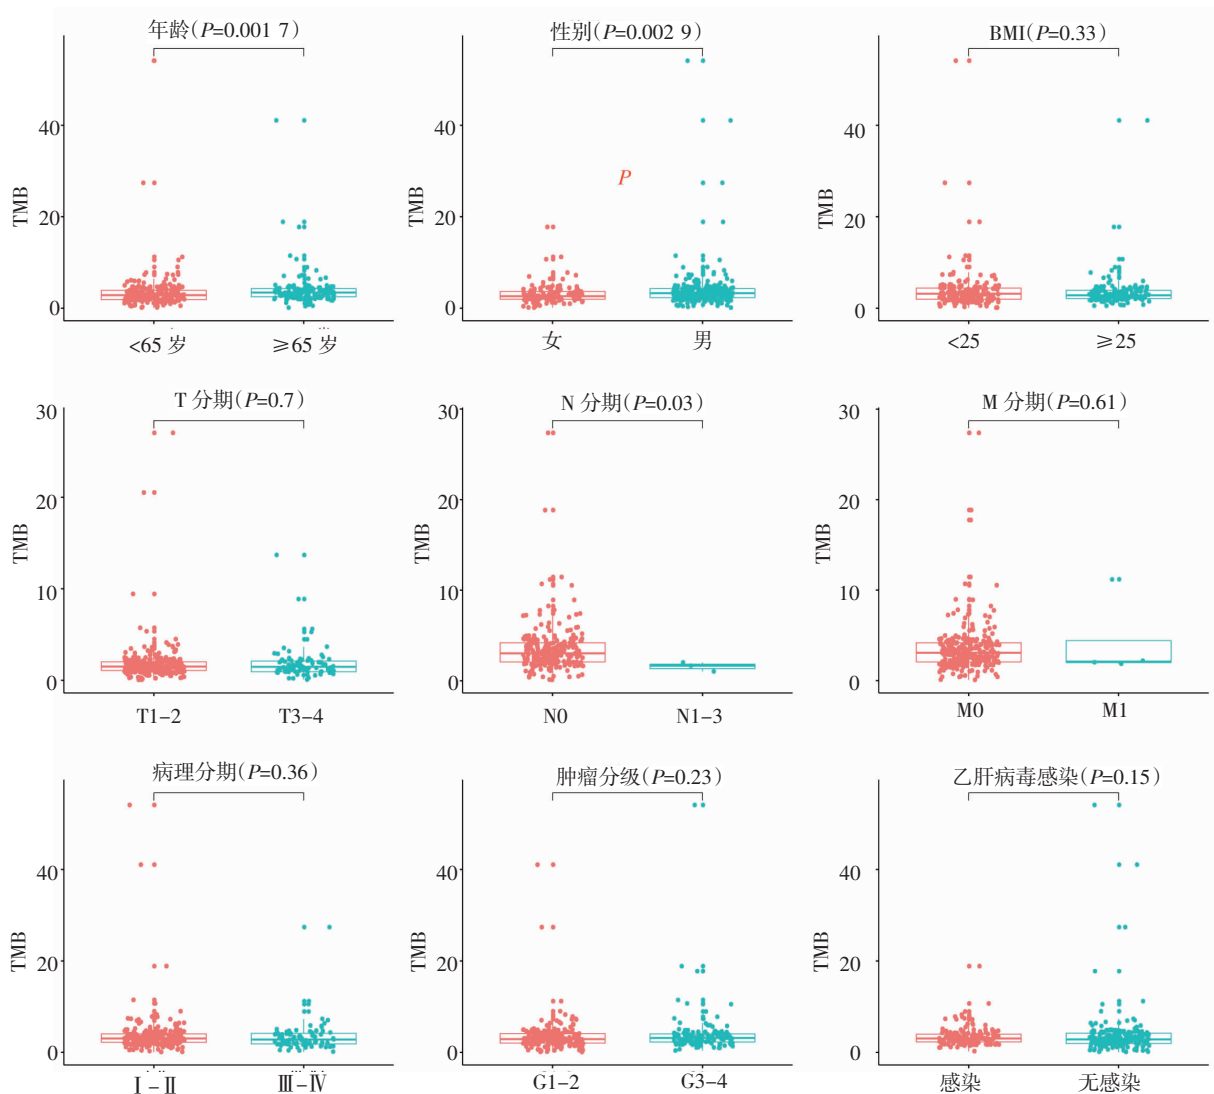 年龄(P=0.001 7)
40
20
0
TMB
<65 岁
≥65 岁
性别(P=0.002 9)
40
20
0
TMB
P
女
男
BMI(P=0.33)
40
20
0
TMB
<25
≥25
T 分期(P=0.7)
30
20
10
0
TMB
T1-2
T3-4
N 分期(P=0.03)
30
20
10
0
TMB
N0
N1-3
M 分期(P=0.61)
30
20
10
0
TMB
M0
M1
病理分期(P=0.36)
40
20
0
TMB
Ⅰ-Ⅱ
Ⅲ-Ⅳ
肿瘤分级(P=0.23)
40
20
0
TMB
G1-2
G3-4
乙肝病毒感染(P=0.15)
40
20
0
TMB
感染
无感染